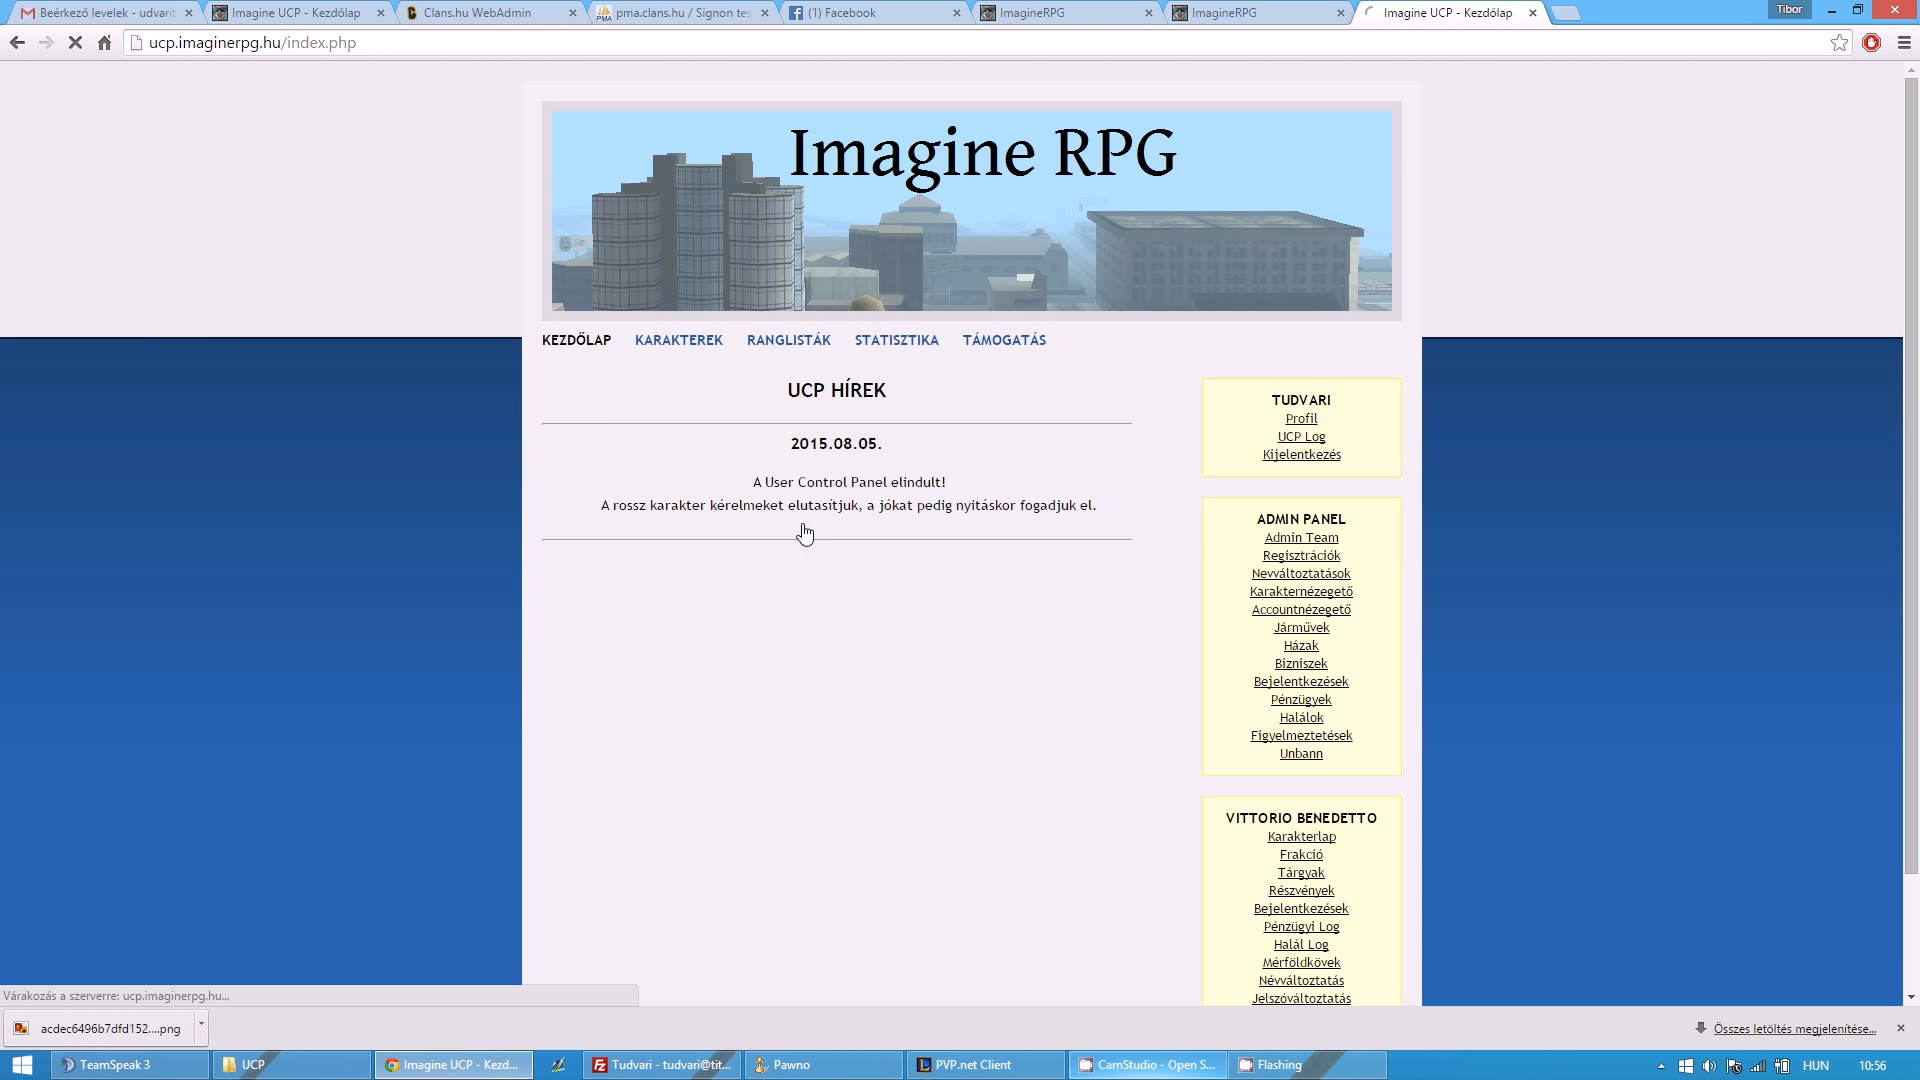 Beérkező levelek - udvarit
Imagine UCP - Kezdőlap
Clans.hu WebAdmin
pma.clans.hu / Signon tes
(1) Facebook
ImagineRPG
ImagineRPG
Imagine UCP - Kezdőlap
Tibor
ucp.imaginerpg.hu/index.php
Imagine RPG
KEZDŐLAP KARAKTEREK RANGLISTÁK STATISZTIKA TÁMOGATÁS
UCP HÍREK
2015.08.05.
A User Control Panel elindult!
A rossz karakter kérelmeket elutasítjuk, a jókat pedig nyitáskor fogadjuk el.
TUDVARI
Profil
UCP Log
Kijelentkezés
ADMIN PANEL
Admin Team
Regisztrációk
Nevváltoztatások
Karakternézegető
Accountnézegető
Járművek
Házak
Bizniszek
Bejelentkezések
Pénzügyek
Halálok
Figyelmeztetések
Unbann
VITTORIO BENEDETTO
Karakterlap
Frakció
Tárgyak
Részvények
Bejelentkezések
Pénzügyi Log
Halál Log
Mérföldkövek
Névváltoztatás
Jelszóváltoztatás
Várakozás a szerverre: ucp.imaginerpg.hu...
acdec6496b7dfd152....png
Összes letöltés megjelenítése...
TeamSpeak 3
UCP
Imagine UCP - Kezd...
Tudvari - tudvari@tit...
Pawno
PVP.net Client
CamStudio - Open S...
Flashing
HUN
10:56